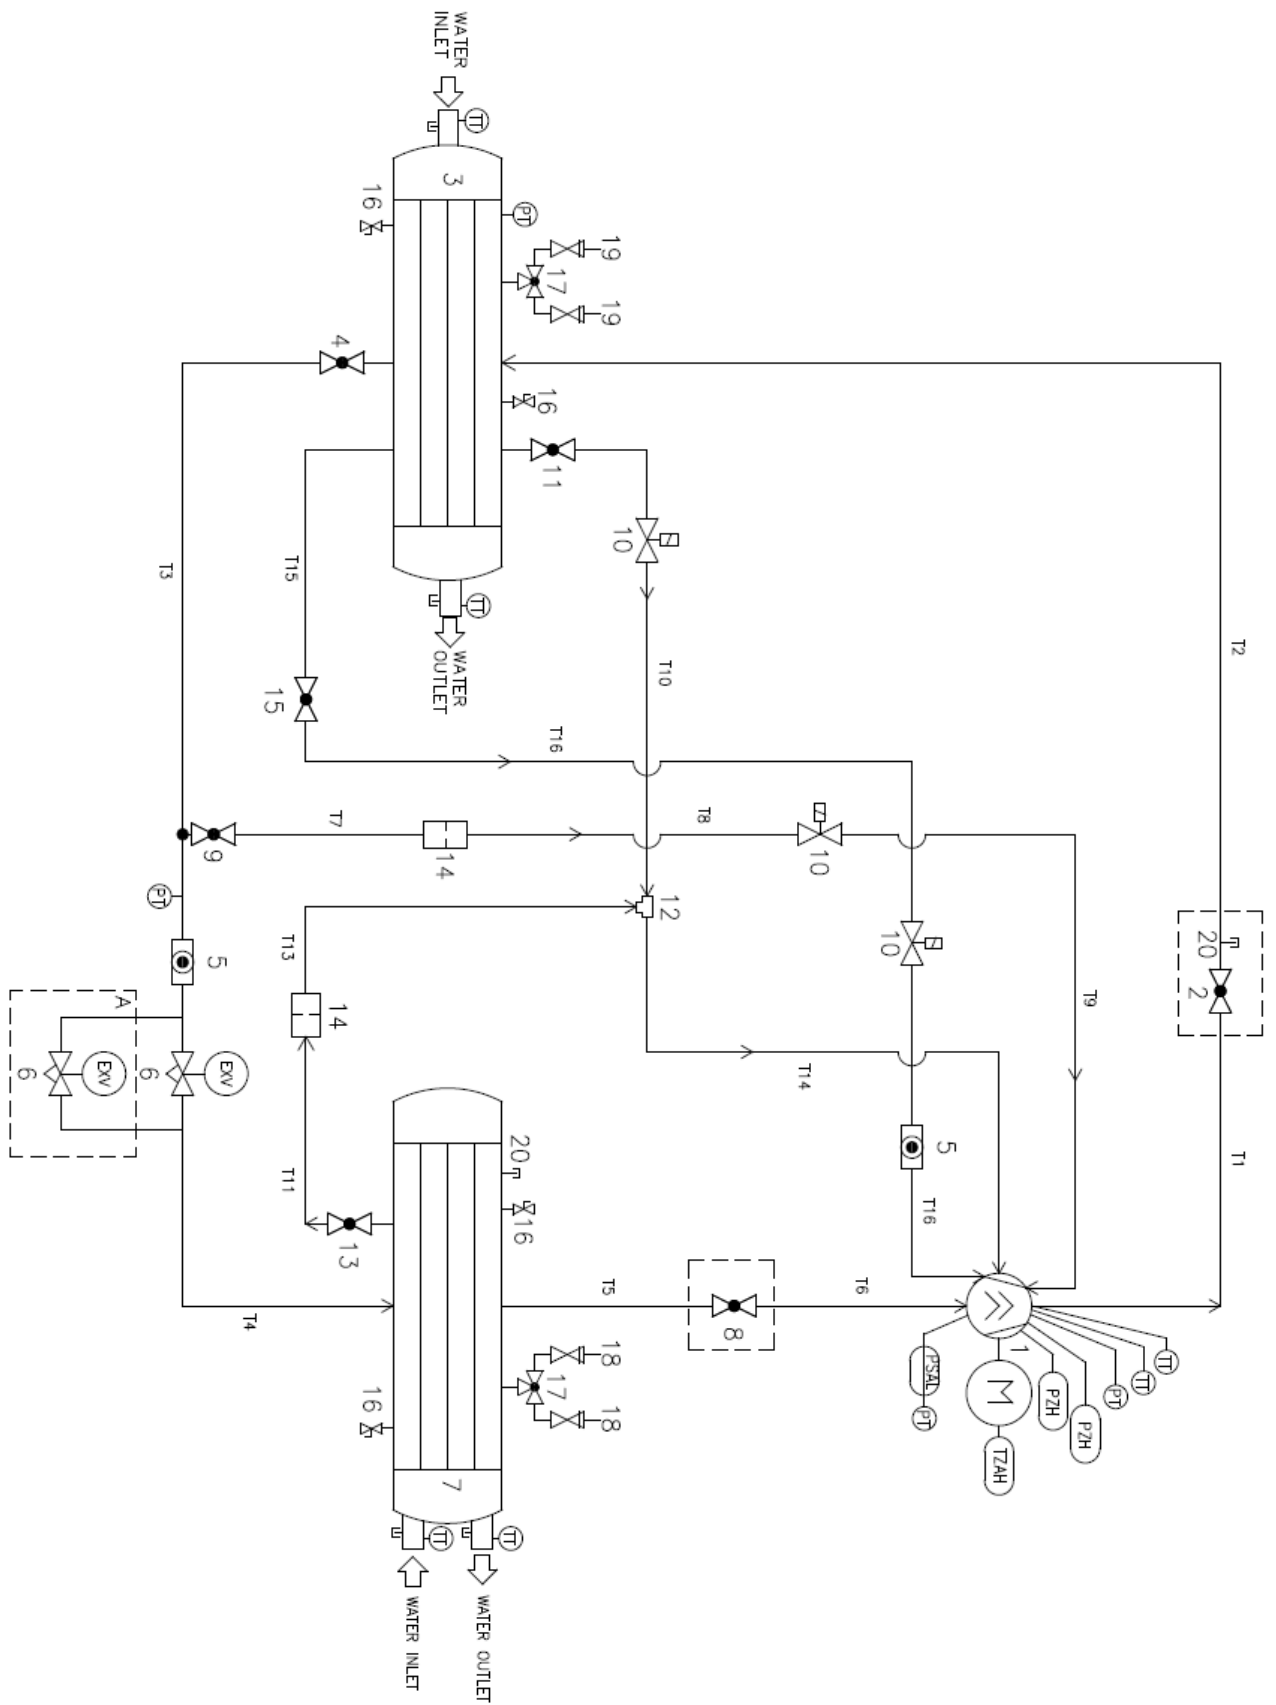 T2
T1
20
2
TT
TT
PT
T9
PZH
PZH
1
M
TZAH
5
PSAL
T16
PT
10
T6
10
T14
8
T8
12
T10
10
19
19
18
18
T5
17
T16
17
11
16
PT
20
16
TT
WATER OUTLET
TT
TT
WATER
INLET
WATER
OUTLET
3
7
14
TT
WATER INLET
16
16
13
4
14
T7
T15
T13
T11
15
T4
EXV
5
9
T3
PT
6
A
EXV
6